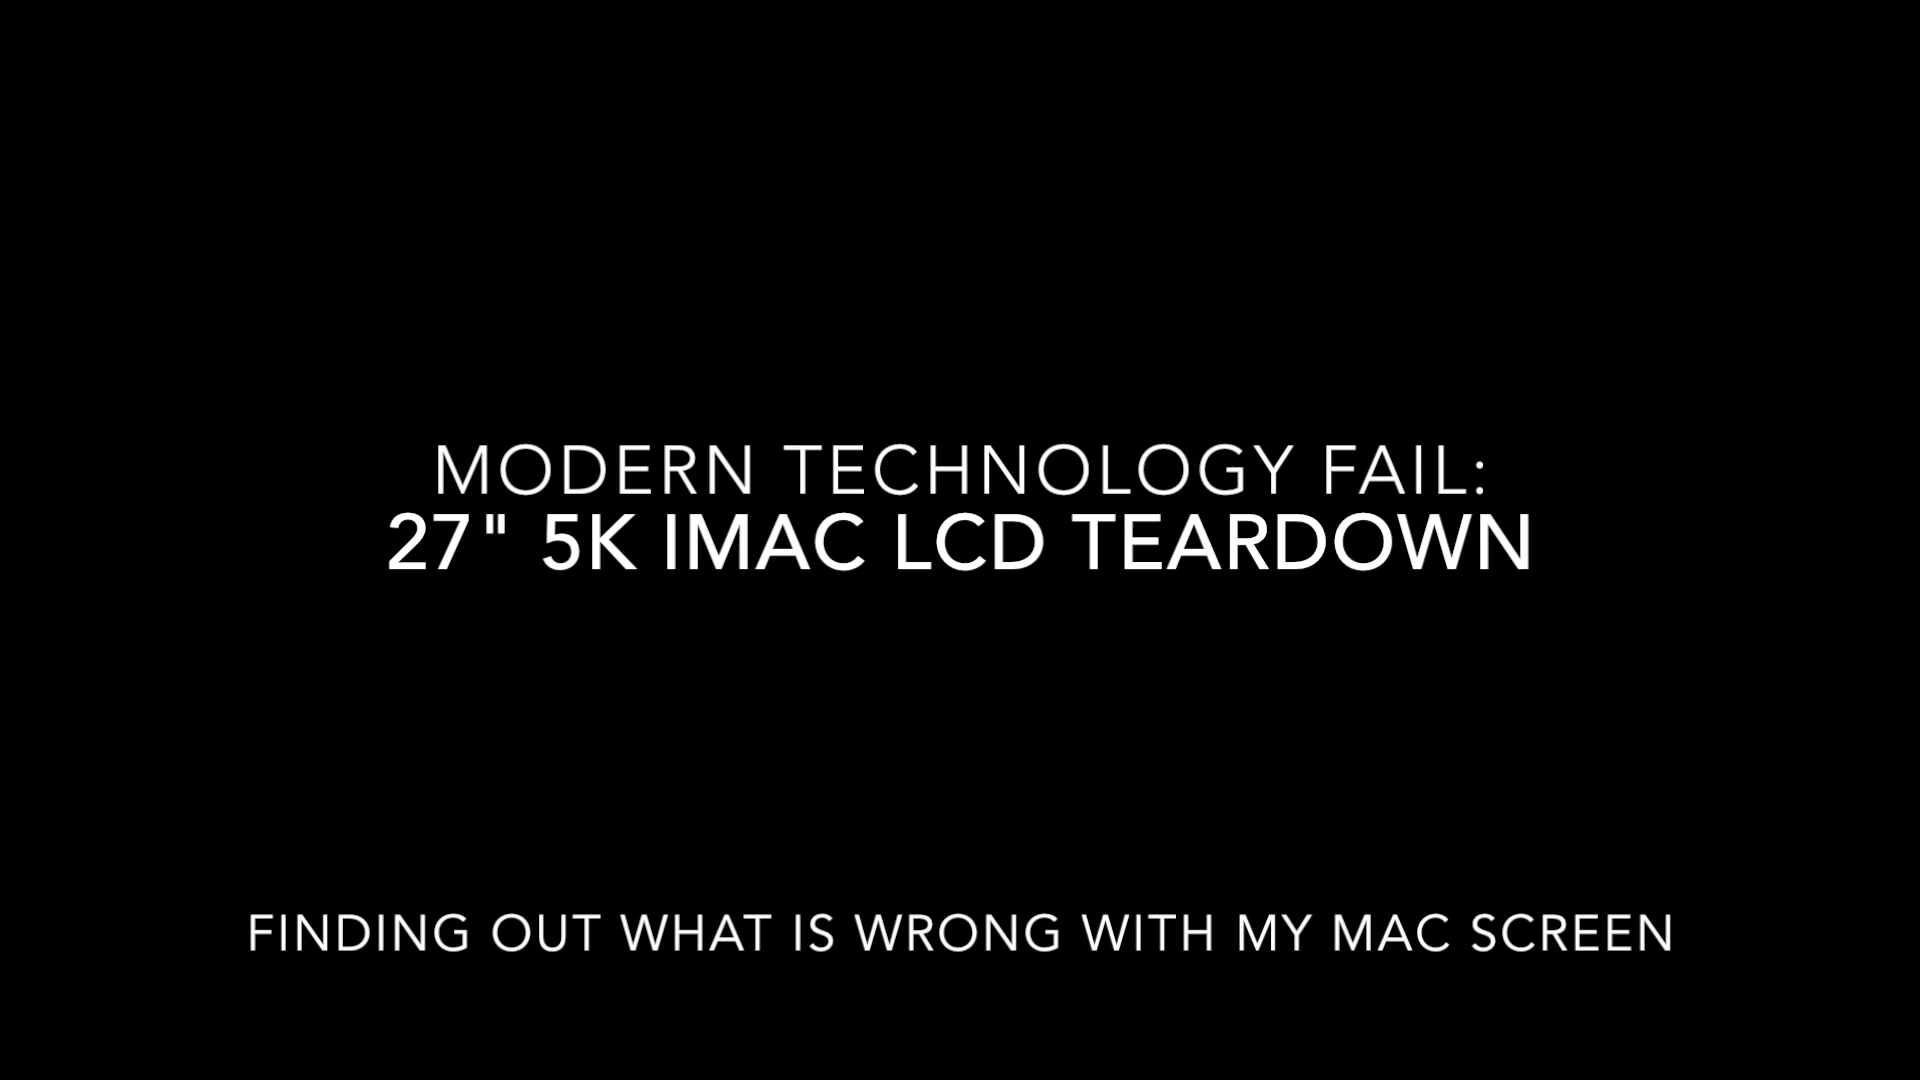 MODERN TECHNOLOGY FAIL:
27" 5K IMAC LCD TEARDOWN
FINDING OUT WHAT IS WRONG WITH MY MAC SCREEN